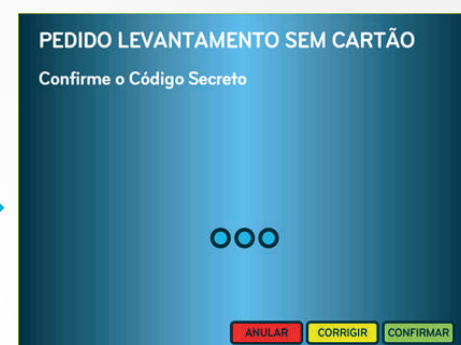 PEDIDO LEVANTAMENTO SEM CARTÃO
Confirme o Código Secreto
ANULAR CORRIGIR CONFIRMAR